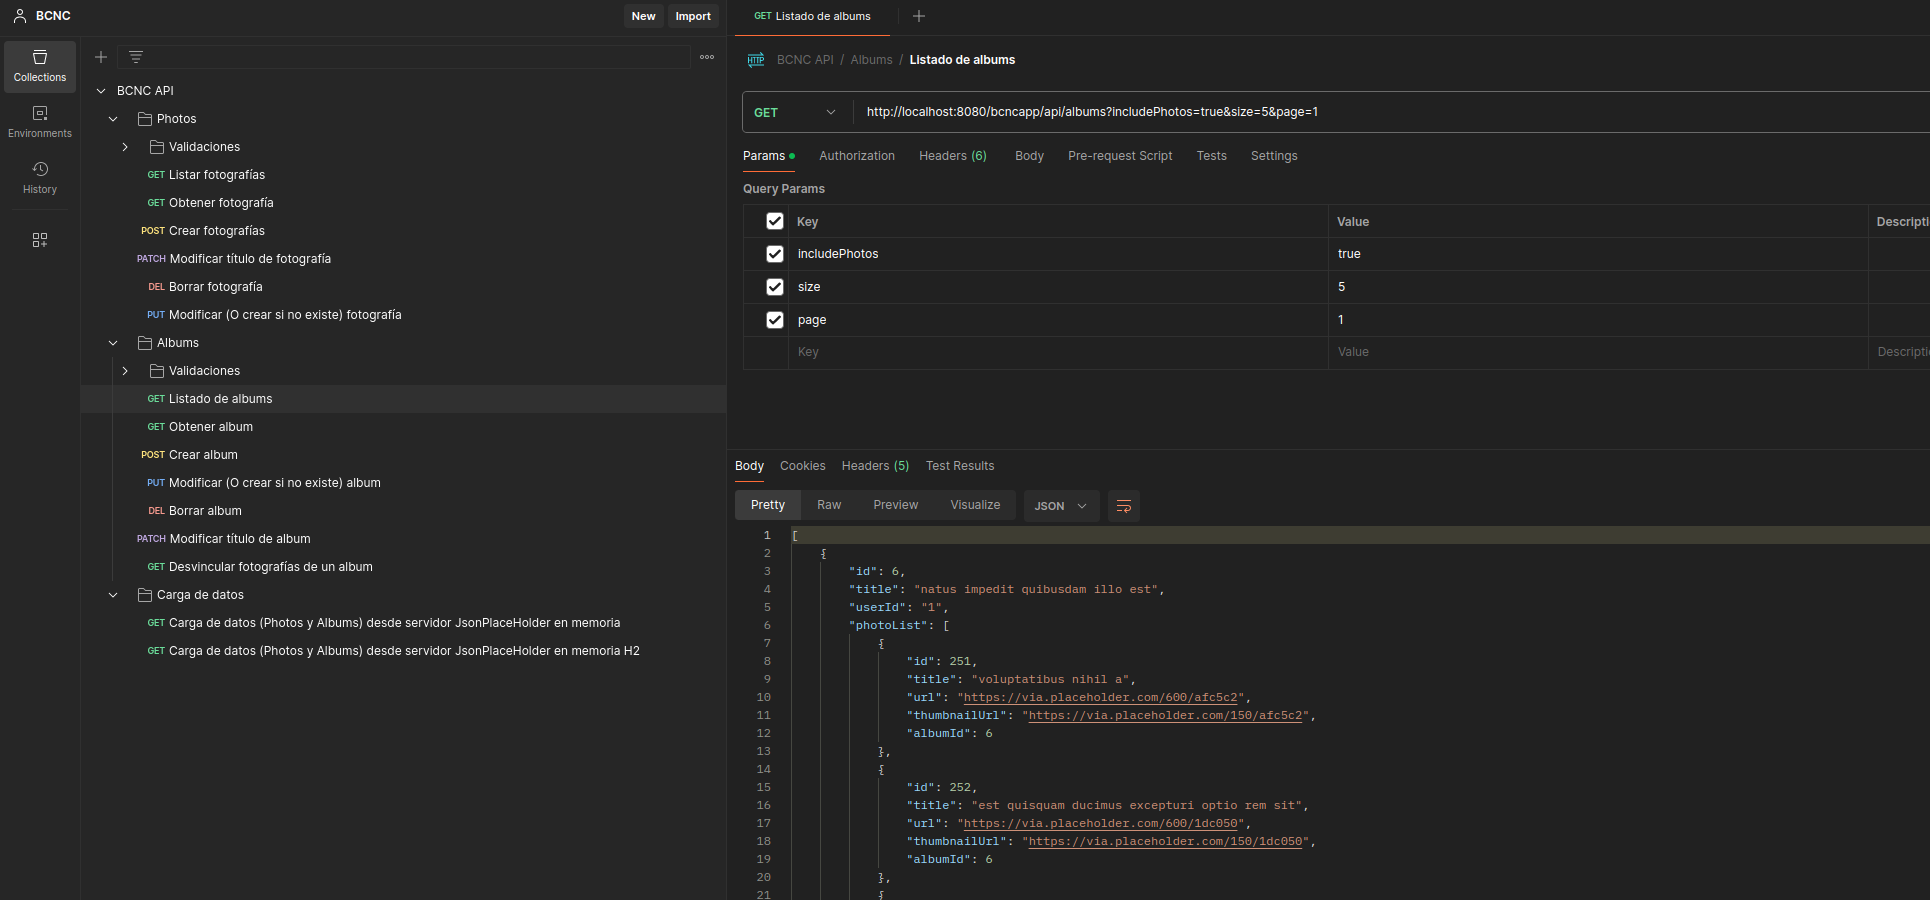 BCNC
New
Import
Collections
Environments
History
BCNC API
Photos
Validaciones
GET Listar fotografías
GET Obtener fotografía
POST Crear fotografías
PATCH Modificar título de fotografía
DEL Borrar fotografía
PUT Modificar (O crear si no existe) fotografía
Albums
Validaciones
GET Listado de albums
GET Obtener album
POST Crear album
PUT Modificar (O crear si no existe) album
DEL Borrar album
PATCH Modificar título de album
GET Desvincular fotografías de un album
Carga de datos
GET Carga de datos (Photos y Albums) desde servidor JsonPlaceHolder en memoria
GET Carga de datos (Photos y Albums) desde servidor JsonPlaceHolder en memoria H2
GET Listado de albums
HTTP BCNC API / Albums / Listado de albums
GET http://localhost:8080/bcncapp/api/albums?includePhotos=true&size=5&page=1
Params Authorization Headers (6) Body Pre-request Script Tests Settings
Query Params
Key Value Descripti
includePhotos true
size 5
page 1
Key Value Descripti
Body Cookies Headers (5) Test Results
Pretty Raw Preview Visualize JSON
1 [
2 {
3 "id": 6,
4 "title": "natus impedit quibusdam illo est",
5 "userId": "1",
6 "photoList": [
7 {
8 "id": 251,
9 "title": "voluptatibus nihil a",
10 "url": "https://via.placeholder.com/600/afc5c2",
11 "thumbnailUrl": "https://via.placeholder.com/150/afc5c2",
12 "albumId": 6
13 },
14 {
15 "id": 252,
16 "title": "est quisquam ducimus excepturi optio rem sit",
17 "url": "https://via.placeholder.com/600/1dc050",
18 "thumbnailUrl": "https://via.placeholder.com/150/1dc050",
19 "albumId": 6
20 },
21 {